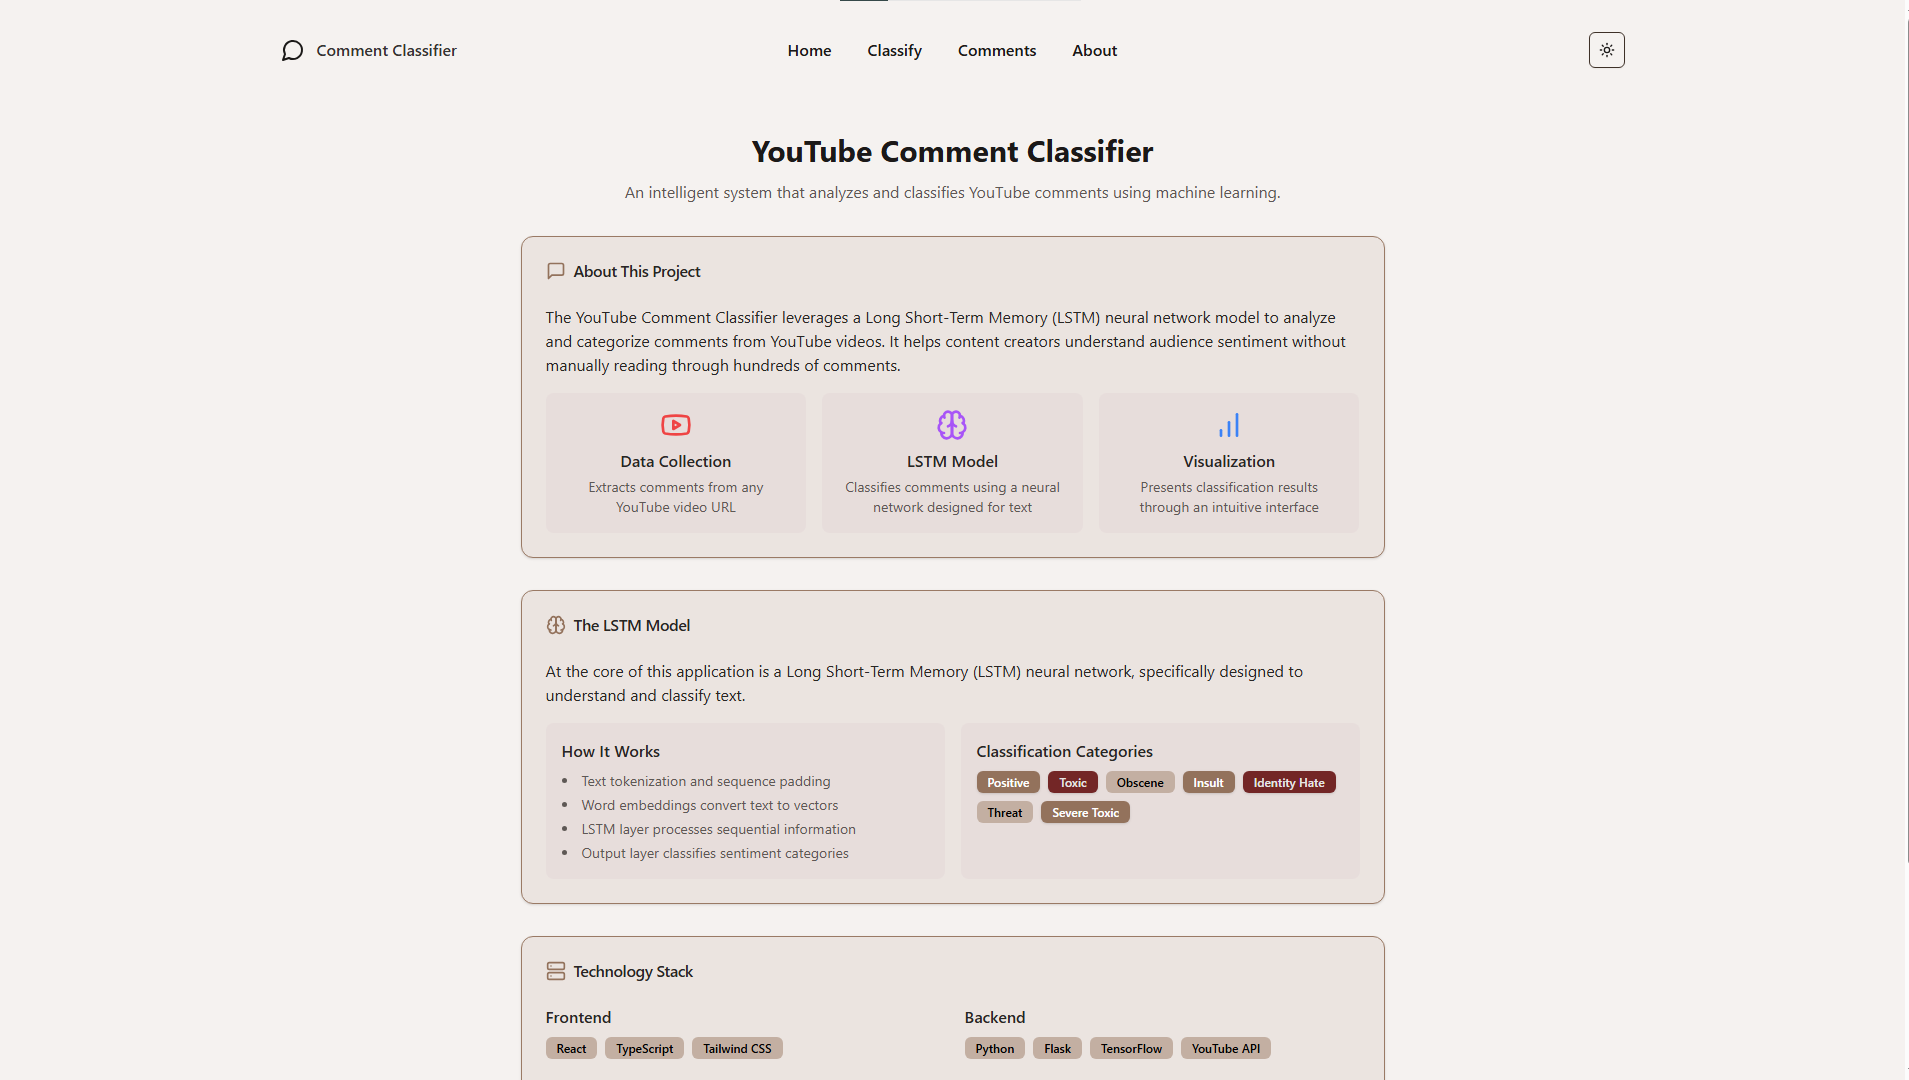 Comment Classifier
Home
Classify
Comments
About
YouTube Comment Classifier
An intelligent system that analyzes and classifies YouTube comments using machine learning.
About This Project
The YouTube Comment Classifier leverages a Long Short-Term Memory (LSTM) neural network model to analyze
and categorize comments from YouTube videos. It helps content creators understand audience sentiment without
manually reading through hundreds of comments.
Data Collection
Extracts comments from any
YouTube video URL
LSTM Model
Classifies comments using a neural
network designed for text
Visualization
Presents classification results
through an intuitive interface
The LSTM Model
At the core of this application is a Long Short-Term Memory (LSTM) neural network, specifically designed to
understand and classify text.
How It Works
• Text tokenization and sequence padding
• Word embeddings convert text to vectors
• LSTM layer processes sequential information
• Output layer classifies sentiment categories
Classification Categories
Positive Toxic Obscene Insult Identity Hate
Threat Severe Toxic
Technology Stack
Frontend
React TypeScript Tailwind CSS
Backend
Python Flask TensorFlow YouTube API